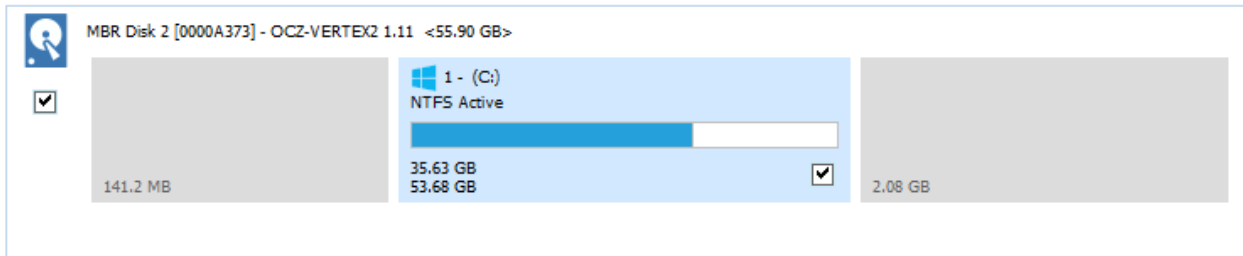 MBR Disk 2 [0000A373] - OCZ-VERTEX2 1.11 <55.90 GB>
1 - (C:)
NTFS Active
35.63 GB
53.68 GB
141.2 MB
2.08 GB